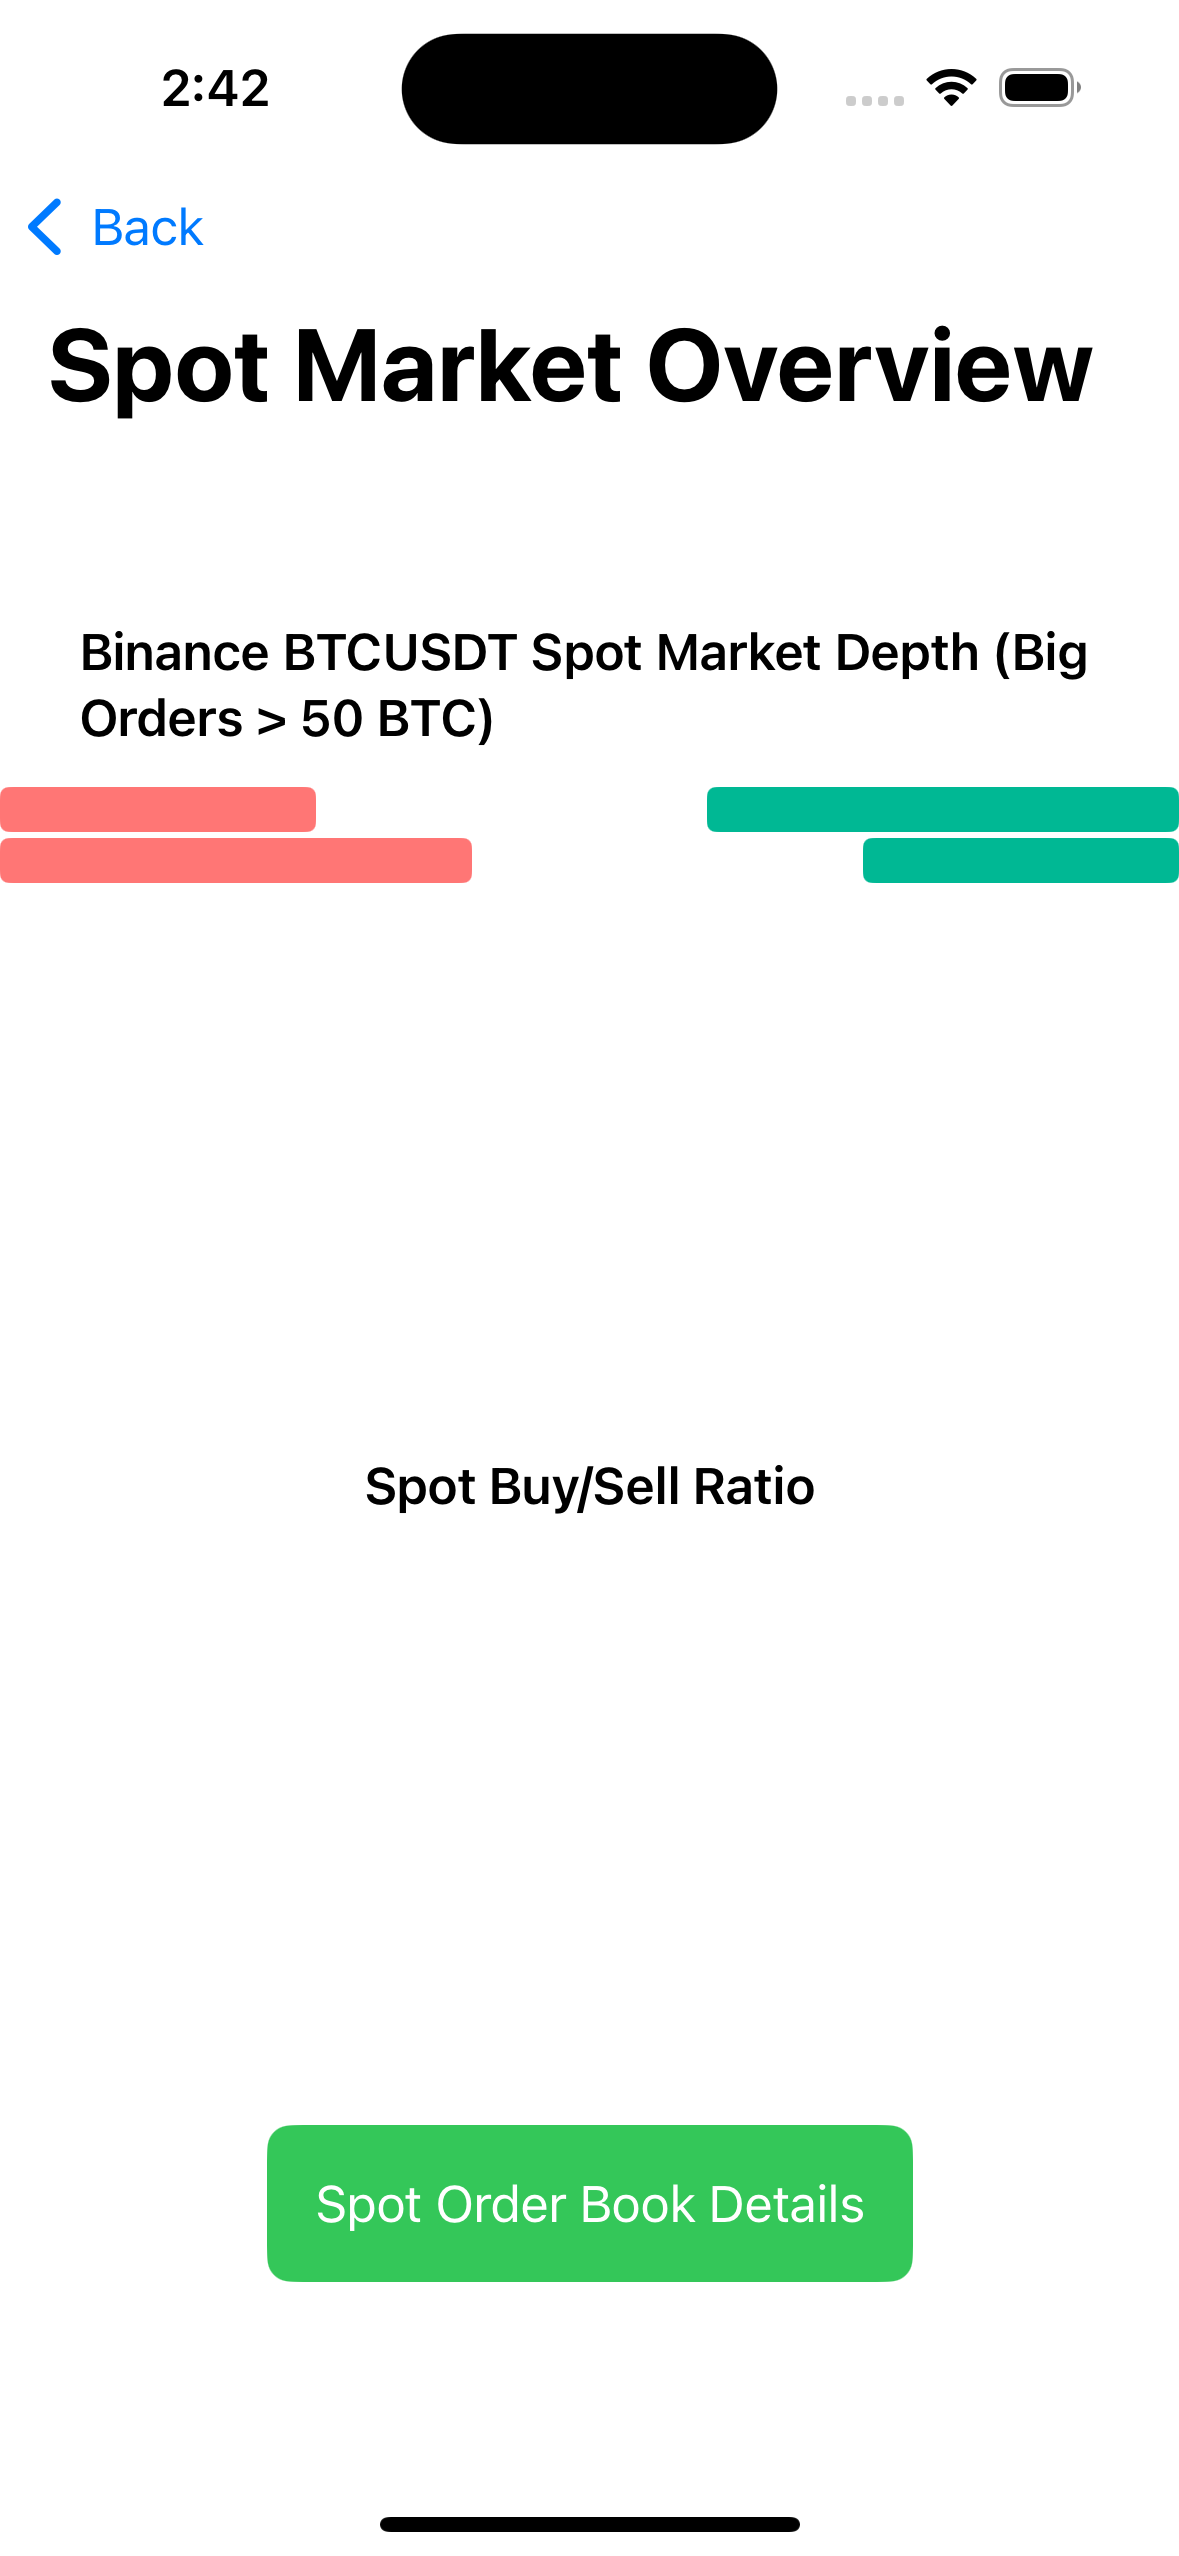 2:42
Back
Spot Market Overview
Binance BTCUSDT Spot Market Depth (Big
Orders > 50 BTC)
Spot Buy/Sell Ratio
Spot Order Book Details